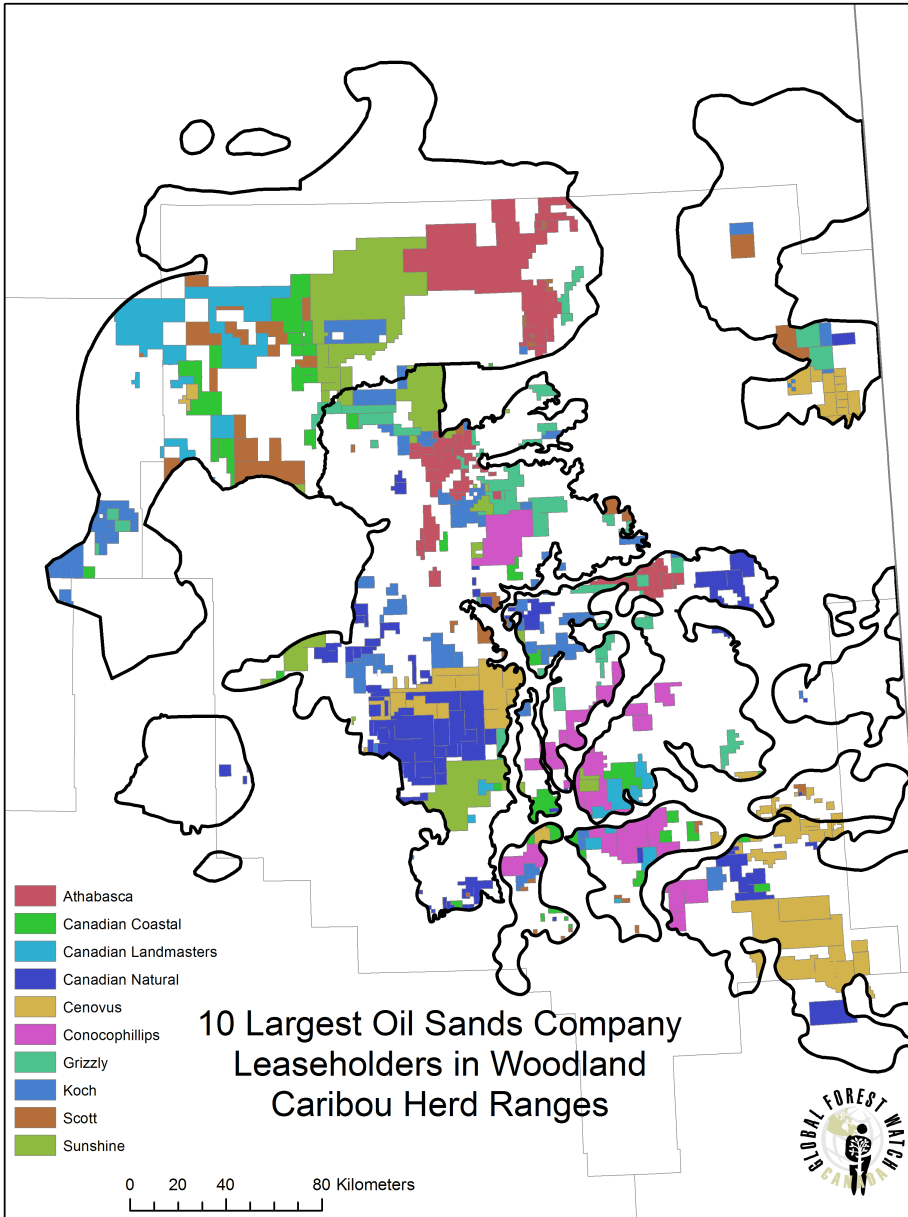 Athabasca
Canadian Coastal
Canadian Landmasters
Canadian Natural
Cenovus
Conocophillips
Grizzly
Koch
Scott
Sunshine
10 Largest Oil Sands Company
Leaseholders in Woodland
Caribou Herd Ranges
0 20 40 80 Kilometers
GLOBAL FOREST WATCH
CANADA